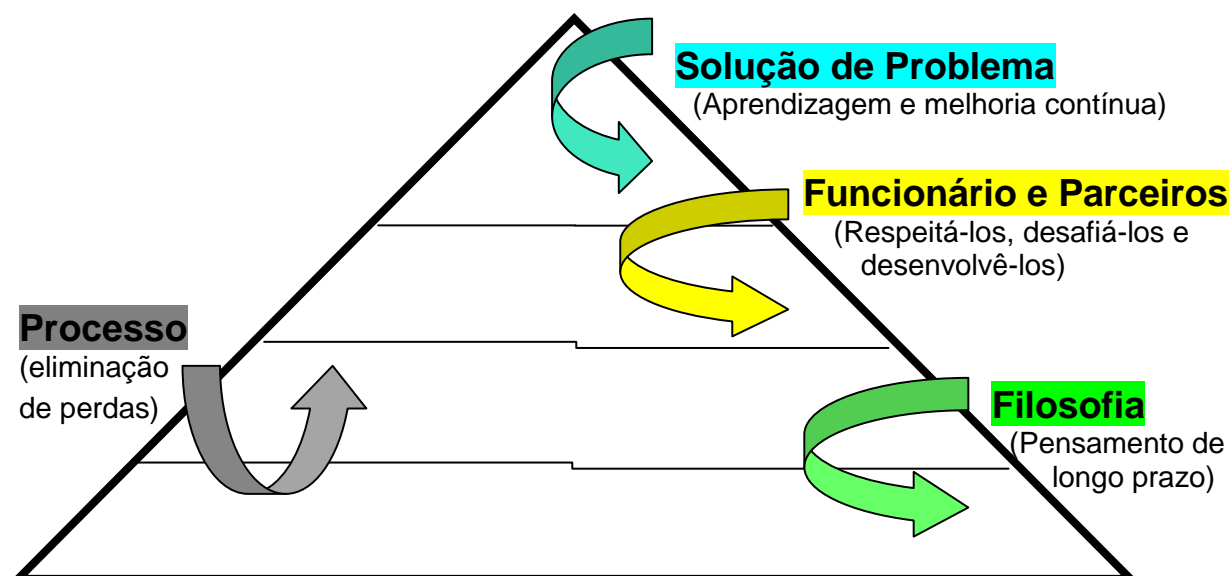 Solução de Problema
(Aprendizagem e melhoria contínua)
Funcionário e Parceiros
(Respeitá-los, desafiá-los e
desenvolvê-los)
Processo
(eliminação
de perdas)
Filosofia
(Pensamento de
longo prazo)